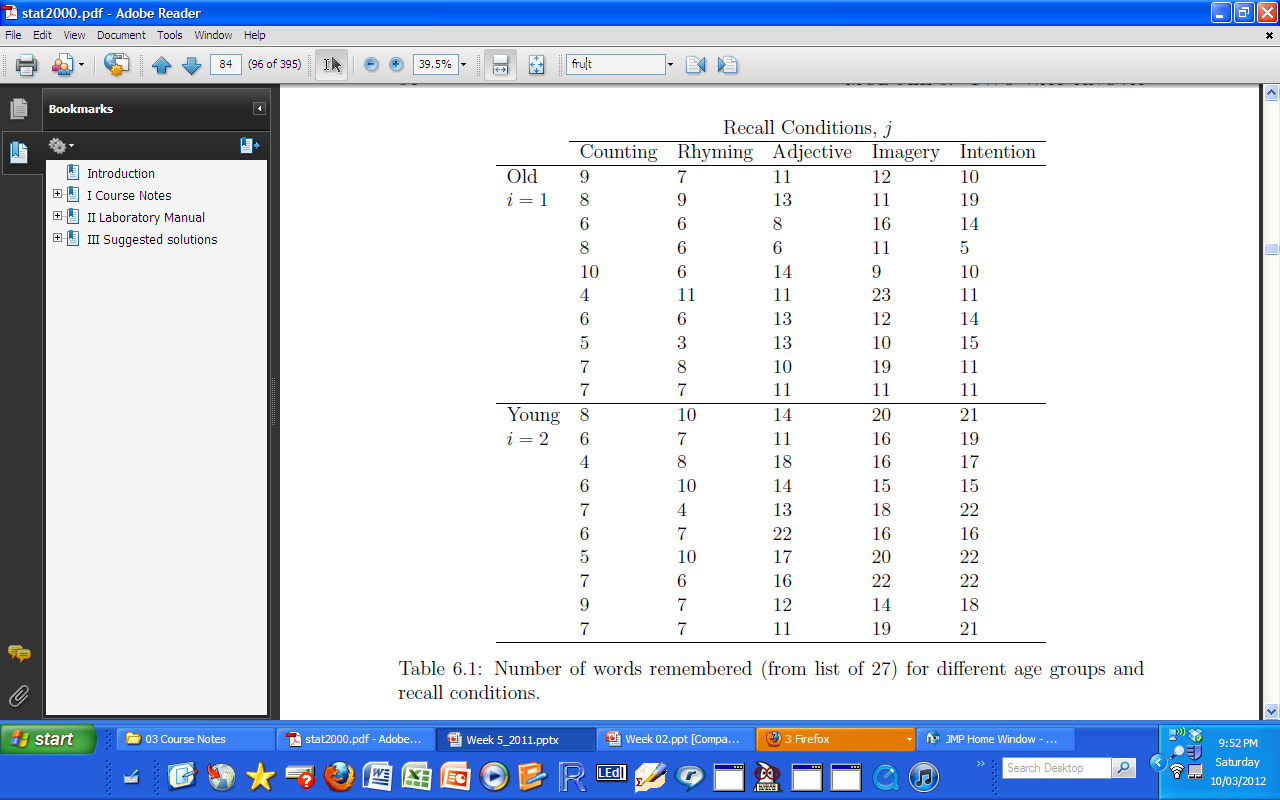 stat2000.pdf - Adobe Reader
File Edit View Document Tools Window Help
84 (96 of 395) 39.5% fruit
Bookmarks
Introduction
I Course Notes
II Laboratory Manual
III Suggested solutions
Recall Conditions, j
Counting Rhyming Adjective Imagery Intention
Old 9 7 11 12 10
i = 1 8 9 13 11 19
6 6 8 16 14
8 6 6 11 5
10 6 14 9 10
4 11 11 23 11
6 6 13 12 14
5 3 13 10 15
7 8 10 19 11
7 7 11 11 11
Young 8 10 14 20 21
i = 2 6 7 11 16 19
4 8 18 16 17
6 10 14 15 15
7 4 13 18 22
6 7 22 16 16
5 10 17 20 22
7 6 16 22 22
9 7 12 14 18
7 7 11 19 21
Table 6.1: Number of words remembered (from list of 27) for different age groups and
recall conditions.
start 03 Course Notes stat2000.pdf - Adobe... Week 5_2011.pptx Week 02.ppt [Compa... 3 Firefox JMP Home Window - ...
LEdI
Search Desktop
9:52 PM
Saturday
10/03/2012